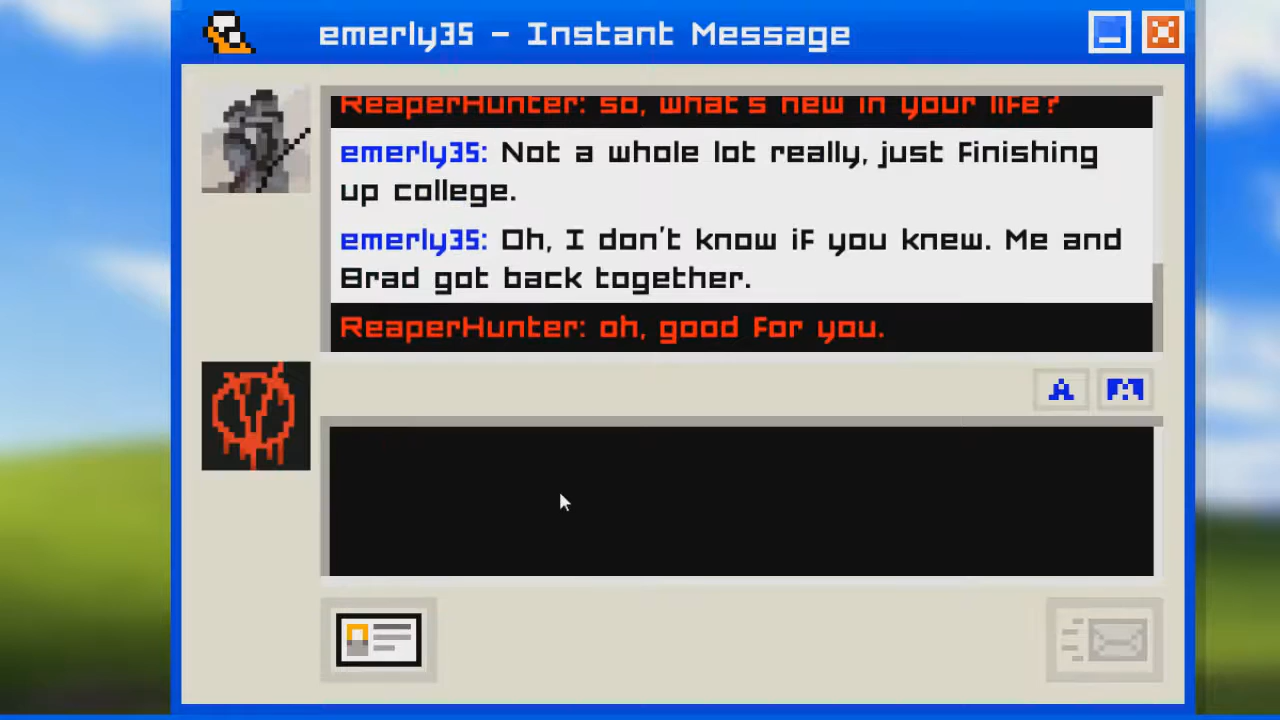 emerly35 - Instant Message
ReaperHunter: so, what's new in your life?
emerly35: Not a whole lot really, just finishing
up college.
emerly35: Oh, I don't know if you knew. Me and
Brad got back together.
ReaperHunter: oh, good for you.
A